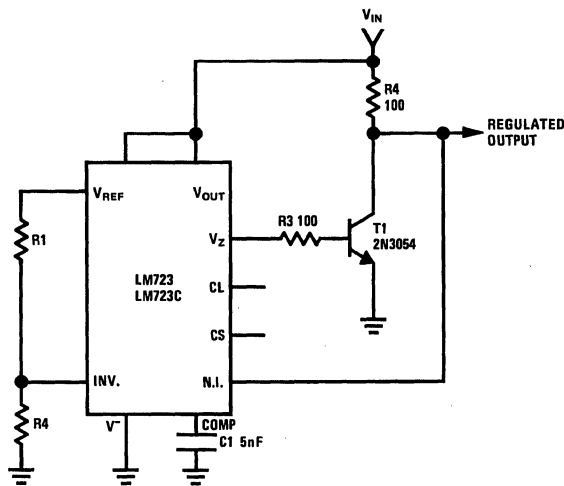 VIN
R4
100
REGULATED
OUTPUT
VREF
VOUT
R1
R3 100
T1
2N3054
VZ
LM723
LM723C
CL
CS
INV.
N.I.
R4
V−
COMP
C1 5nF